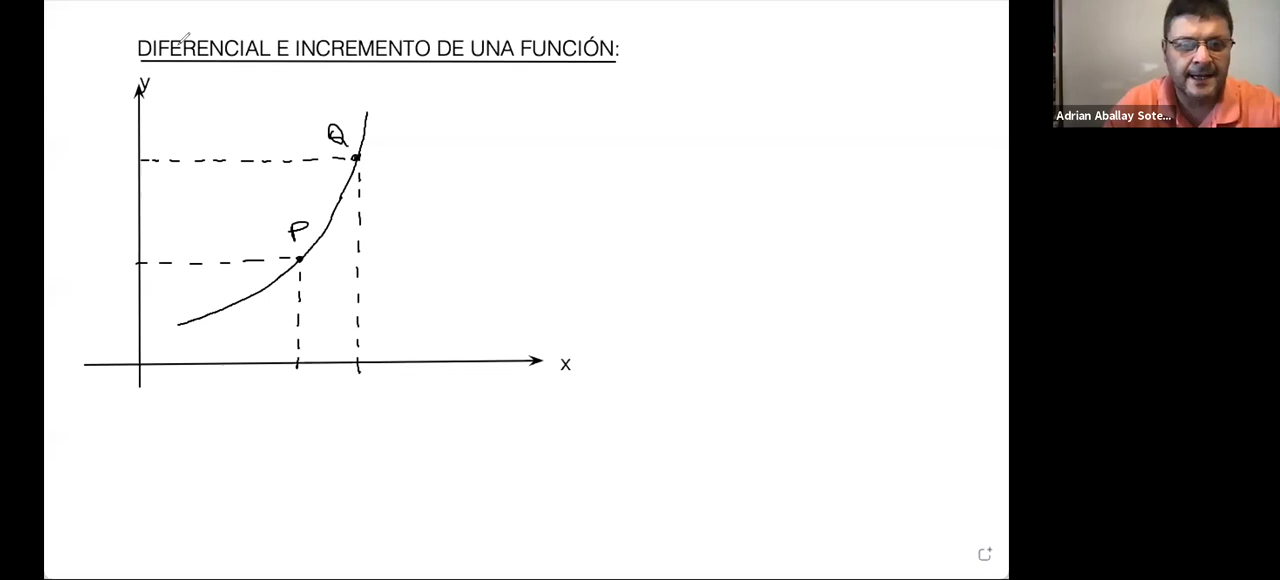 DIFERENCIAL E INCREMENTO DE UNA FUNCIÓN:
Adrian Aballay Sote...
y
Q
P
x